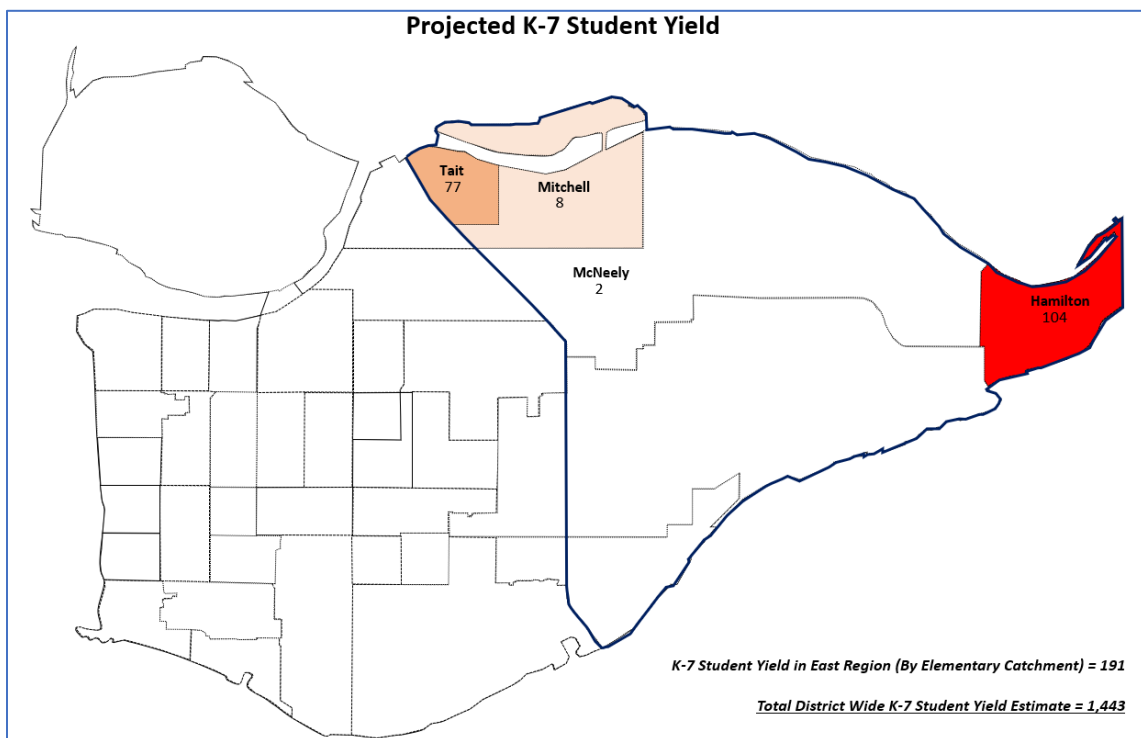 Projected K-7 Student Yield
Tait
77
Mitchell
8
McNeely
2
Hamilton
104
K-7 Student Yield in East Region (By Elementary Catchment) = 191
Total District Wide K-7 Student Yield Estimate = 1,443